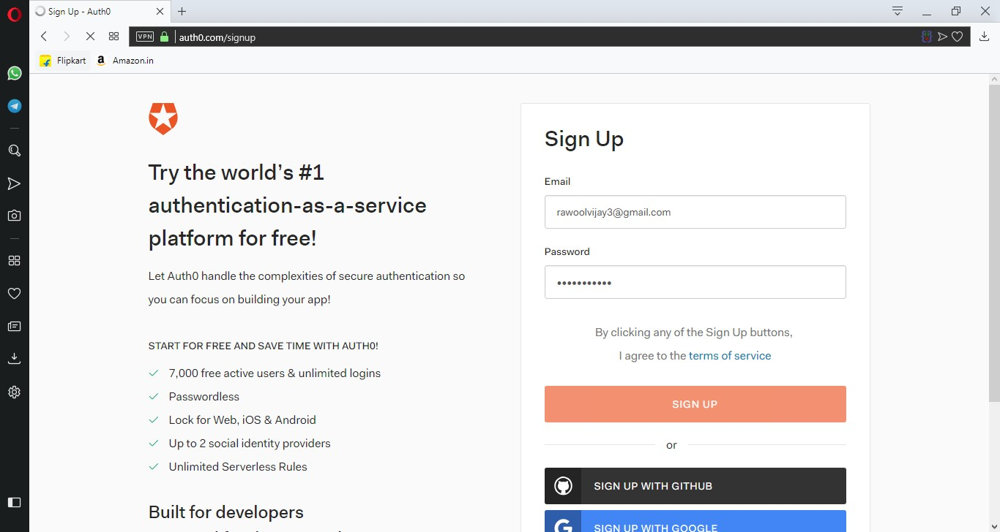 Sign Up - Auth0
VPN
auth0.com/signup
Flipkart
a Amazon.in
Try the world's #1
authentication-as-a-service
platform for free!
Let Auth0 handle the complexities of secure authentication so
you can focus on building your app!
START FOR FREE AND SAVE TIME WITH AUTH0!
7,000 free active users & unlimited logins
Passwordless
Lock for Web, iOS & Android
Up to 2 social identity providers
Unlimited Serverless Rules
Built for developers
Sign Up
Email
rawoolvijay3@gmail.com
Password
•••••••••••
By clicking any of the Sign Up buttons,
I agree to the terms of service
SIGN UP
or
SIGN UP WITH GITHUB
G SIGN UP WITH GOOGLE